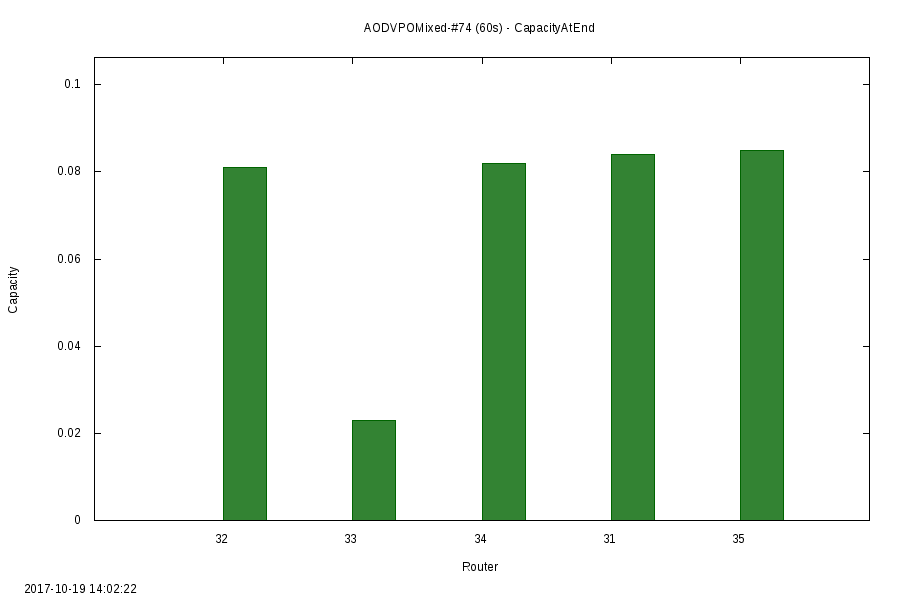 AODVPOMixed-#74 (60s) - CapacityAtEnd
0.1
0.08
0.06
0.04
0.02
0
Capacity
32 33 34 31 35
Router
2017-10-19 14:02:22